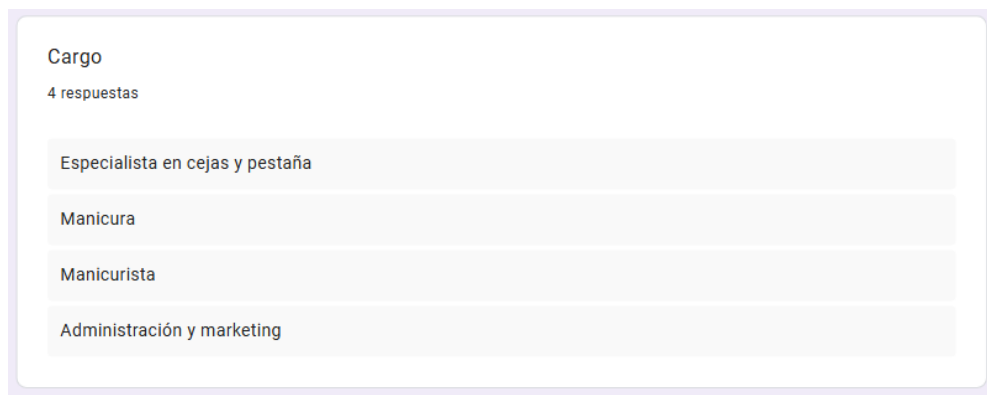 Cargo
4 respuestas
Especialista en cejas y pestaña
Manicura
Manicurista
Administración y marketing